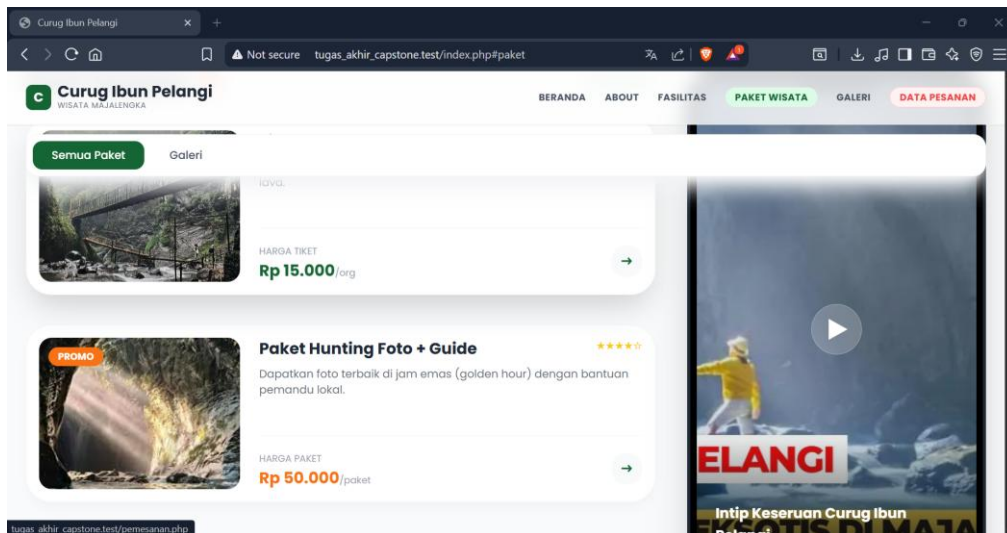 Curug Ibun Pelangi
Not secure tugas_akhir_capstone.test/index.php#paket
C
Curug Ibun Pelangi
WISATA MAJALENGKA
BERANDA ABOUT FASILITAS PAKET WISATA GALERI DATA PESANAN
Semua Paket Galeri
HARGA TIKET
Rp 15.000/org
PROMO
Paket Hunting Foto + Guide
Dapatkan foto terbaik di jam emas (golden hour) dengan bantuan
pemandu lokal.
HARGA PAKET
Rp 50.000/paket
ELANGI
Intip Keseruan Curug Ibun
Pelangi
tugas_akhir_capstone.test/pemesanan.php